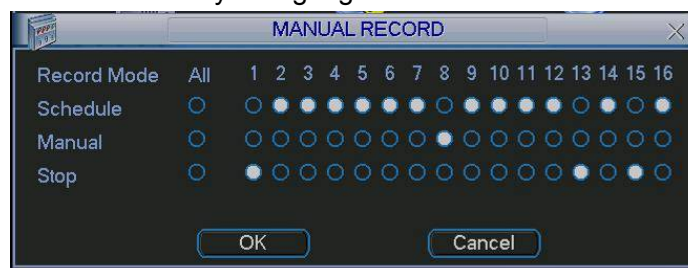 MANUAL RECORD
Record Mode All 1 2 3 4 5 6 7 8 9 10 11 12 13 14 15 16
Schedule
Manual
Stop
OK Cancel